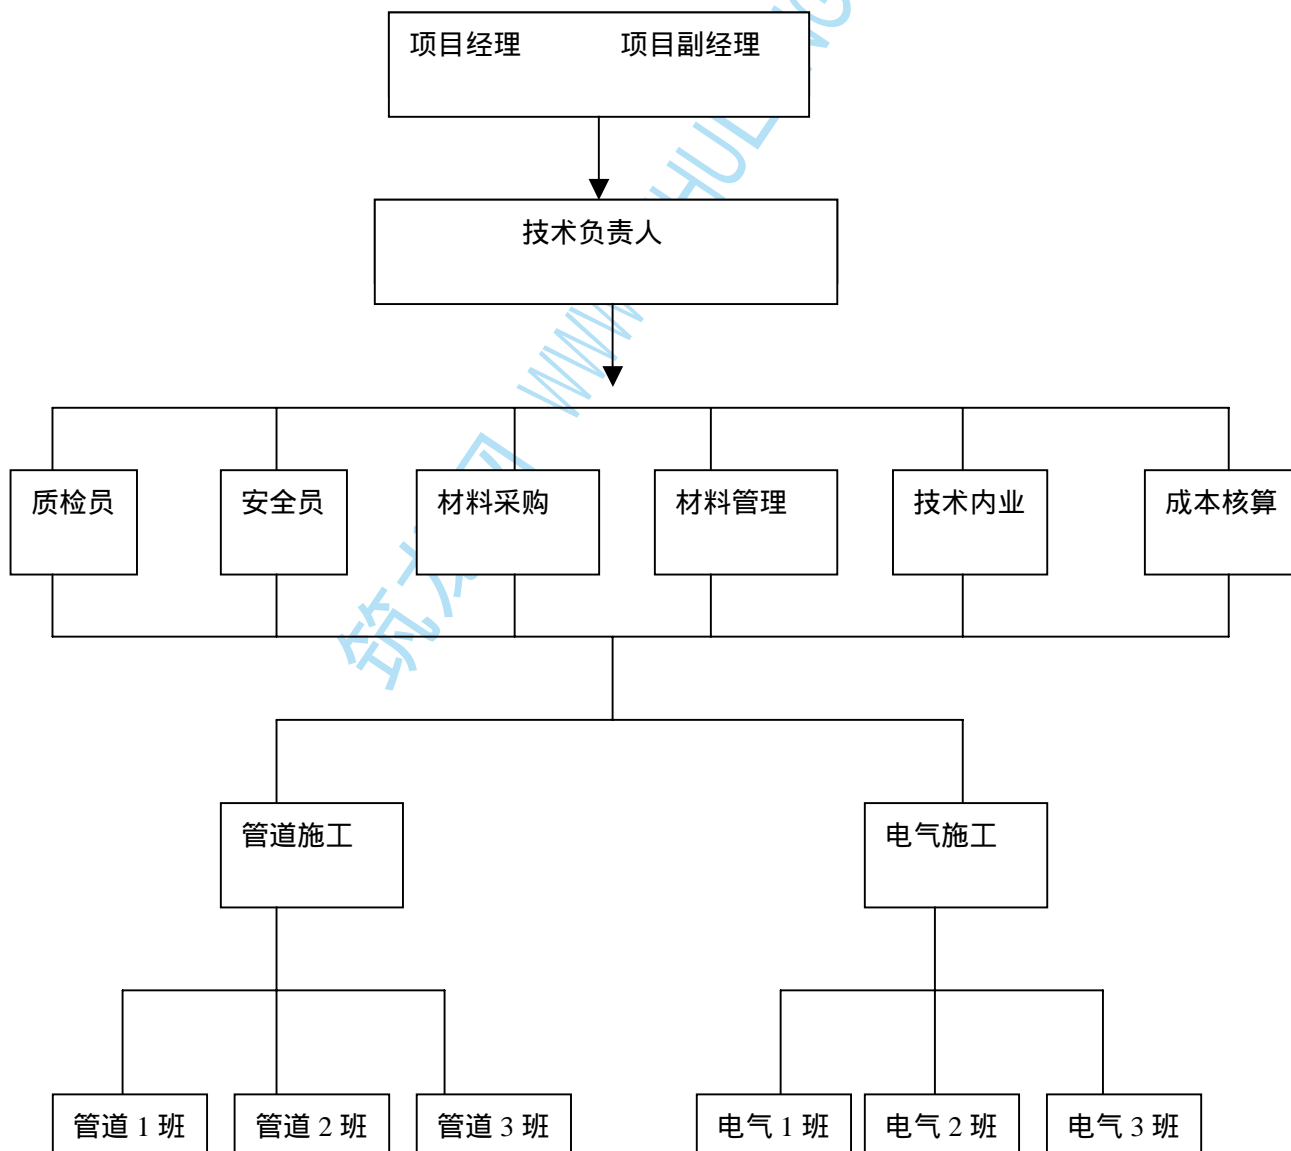 项目经理 项目副经理
技术负责人
质检员 安全员 材料采购 材料管理 技术内业 成本核算
管道施工 电气施工
管道 1 班 管道 2 班 管道 3 班 电气 1 班 电气 2 班 电气 3 班